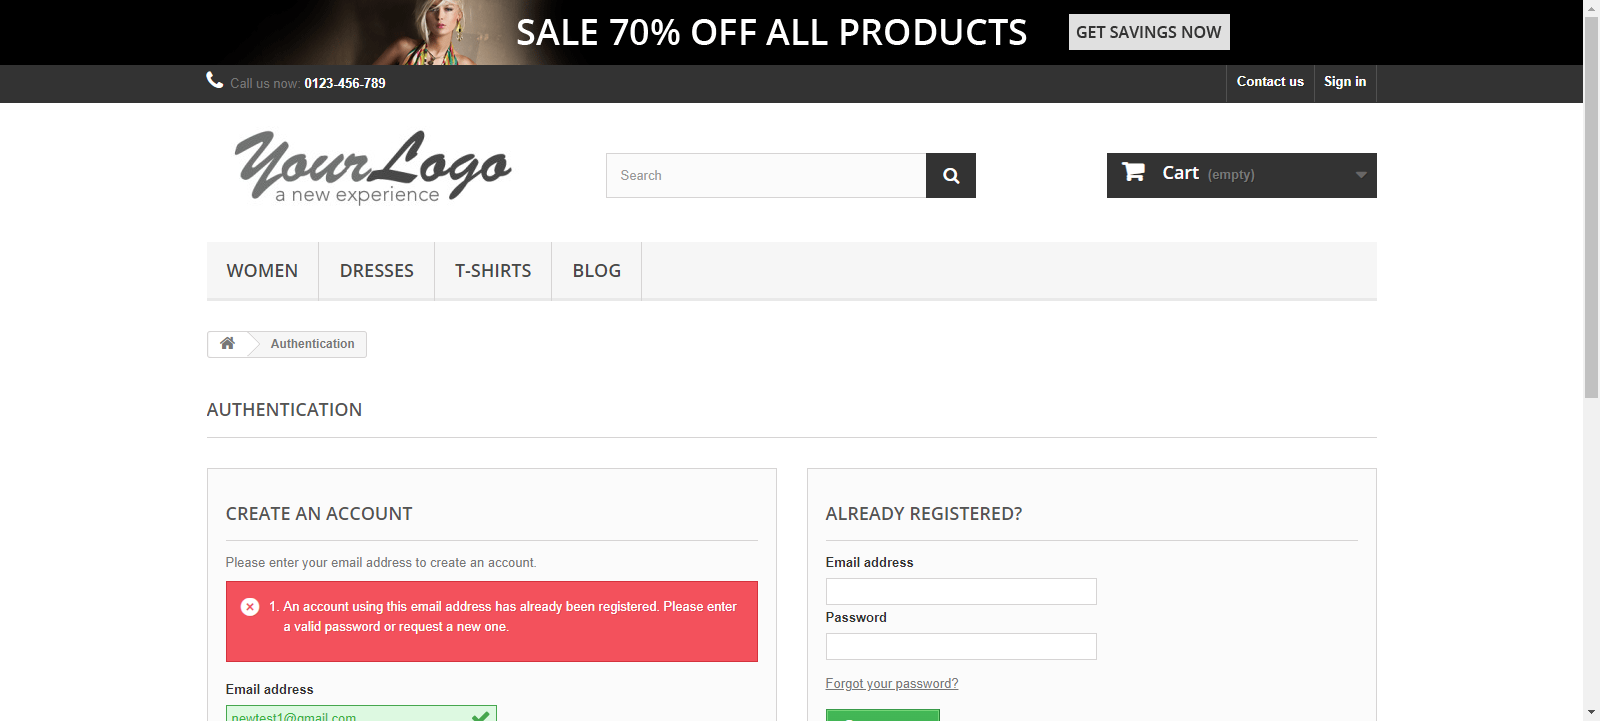 SALE 70% OFF ALL PRODUCTS
GET SAVINGS NOW
Call us now: 0123-456-789
Contact us
Sign in
YourLogo
a new experience
Search
Cart (empty)
WOMEN
DRESSES
T-SHIRTS
BLOG
Authentication
AUTHENTICATION
CREATE AN ACCOUNT
Please enter your email address to create an account.
1. An account using this email address has already been registered. Please enter
a valid password or request a new one.
Email address
newtest1@gmail.com
ALREADY REGISTERED?
Email address
Password
Forgot your password?